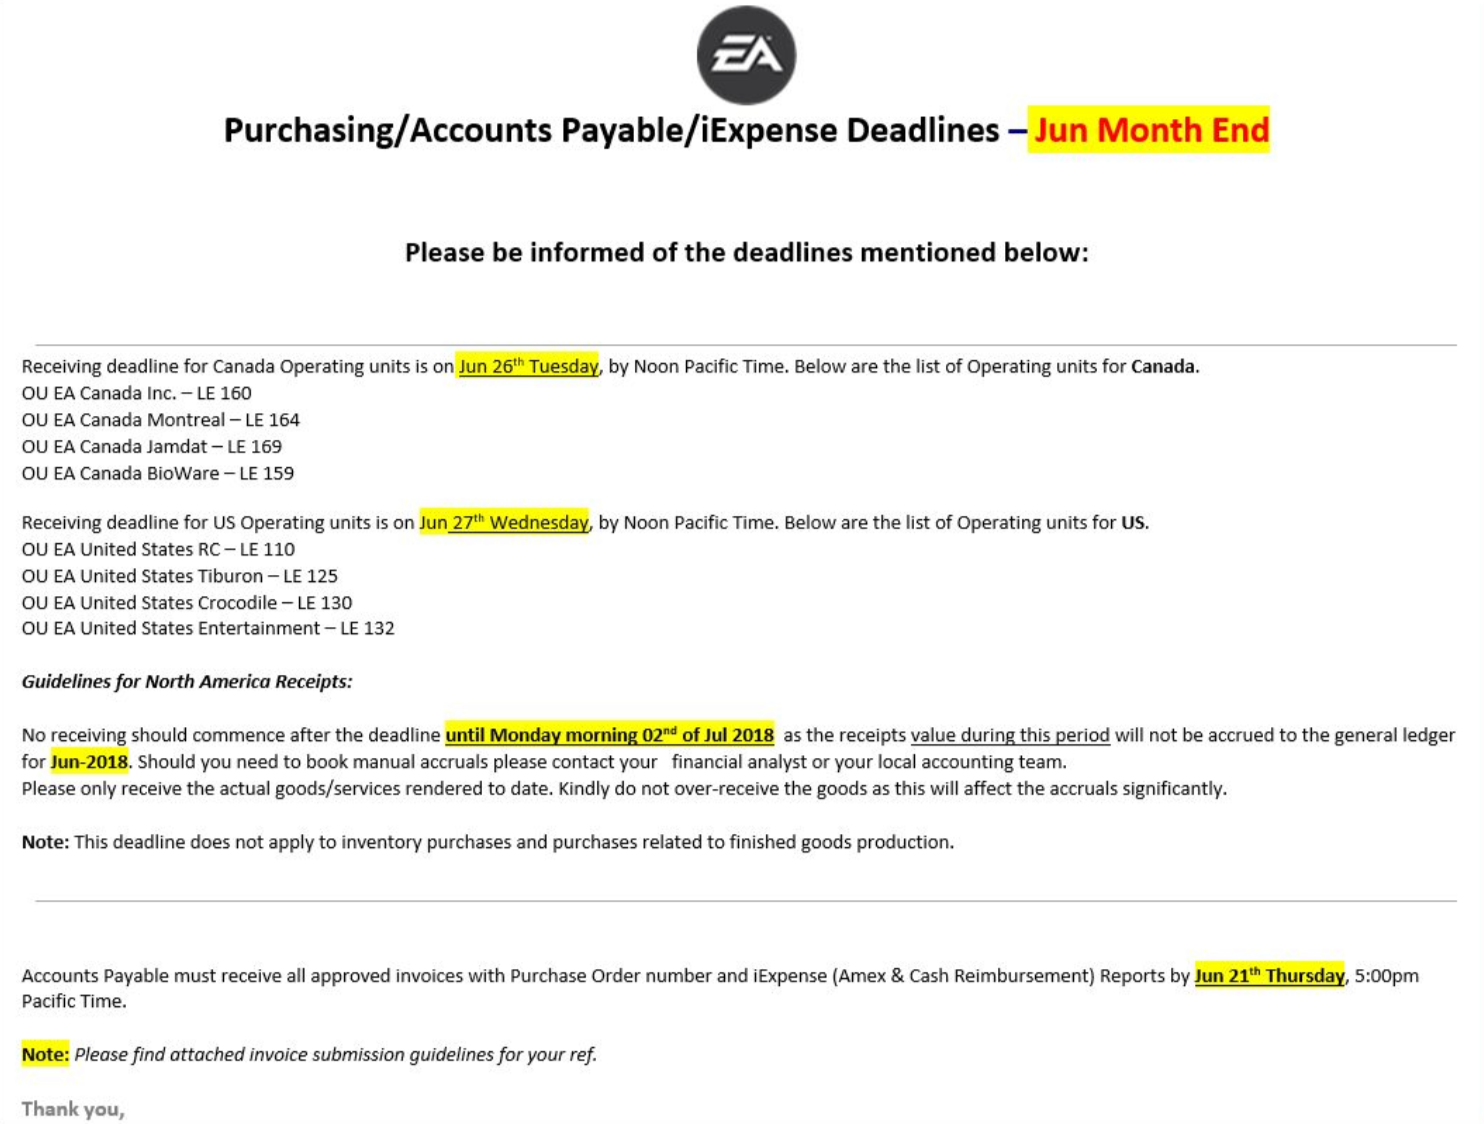 EA
Purchasing/Accounts Payable/iExpense Deadlines – Jun Month End
Please be informed of the deadlines mentioned below:
Receiving deadline for Canada Operating units is on Jun 26th Tuesday, by Noon Pacific Time. Below are the list of Operating units for Canada.
OU EA Canada Inc. – LE 160
OU EA Canada Montreal – LE 164
OU EA Canada Jamdat – LE 169
OU EA Canada BioWare – LE 159
Receiving deadline for US Operating units is on Jun 27th Wednesday, by Noon Pacific Time. Below are the list of Operating units for US.
OU EA United States RC – LE 110
OU EA United States Tiburon – LE 125
OU EA United States Crocodile – LE 130
OU EA United States Entertainment – LE 132
Guidelines for North America Receipts:
No receiving should commence after the deadline until Monday morning 02nd of Jul 2018 as the receipts value during this period will not be accrued to the general ledger
for Jun-2018. Should you need to book manual accruals please contact your financial analyst or your local accounting team.
Please only receive the actual goods/services rendered to date. Kindly do not over-receive the goods as this will affect the accruals significantly.
Note: This deadline does not apply to inventory purchases and purchases related to finished goods production.
Accounts Payable must receive all approved invoices with Purchase Order number and iExpense (Amex & Cash Reimbursement) Reports by Jun 21th Thursday, 5:00pm
Pacific Time.
Note: Please find attached invoice submission guidelines for your ref.
Thank you,